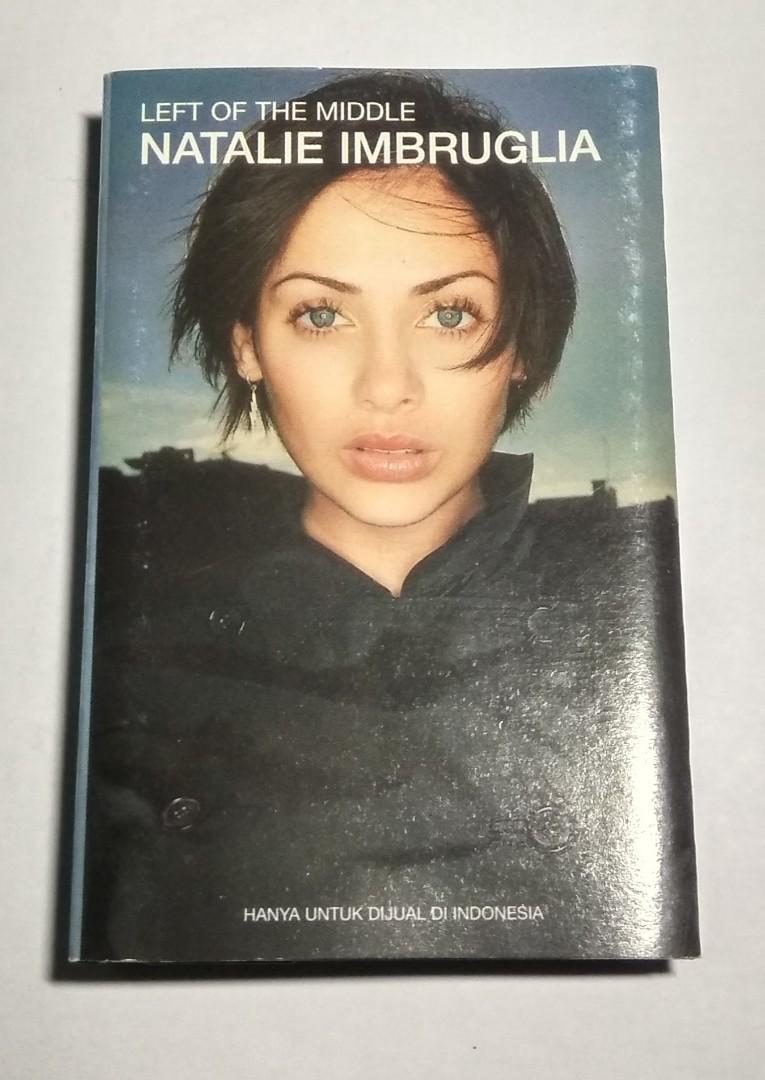 LEFT OF THE MIDDLE
NATALIE IMBRUGLIA
HANYA UNTUK DIJUAL DI INDONESIA